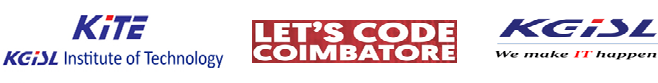 KiTE
KGiSL Institute of Technology
LET'S CODE
COIMBATORE
KGiSL
We make IT happen